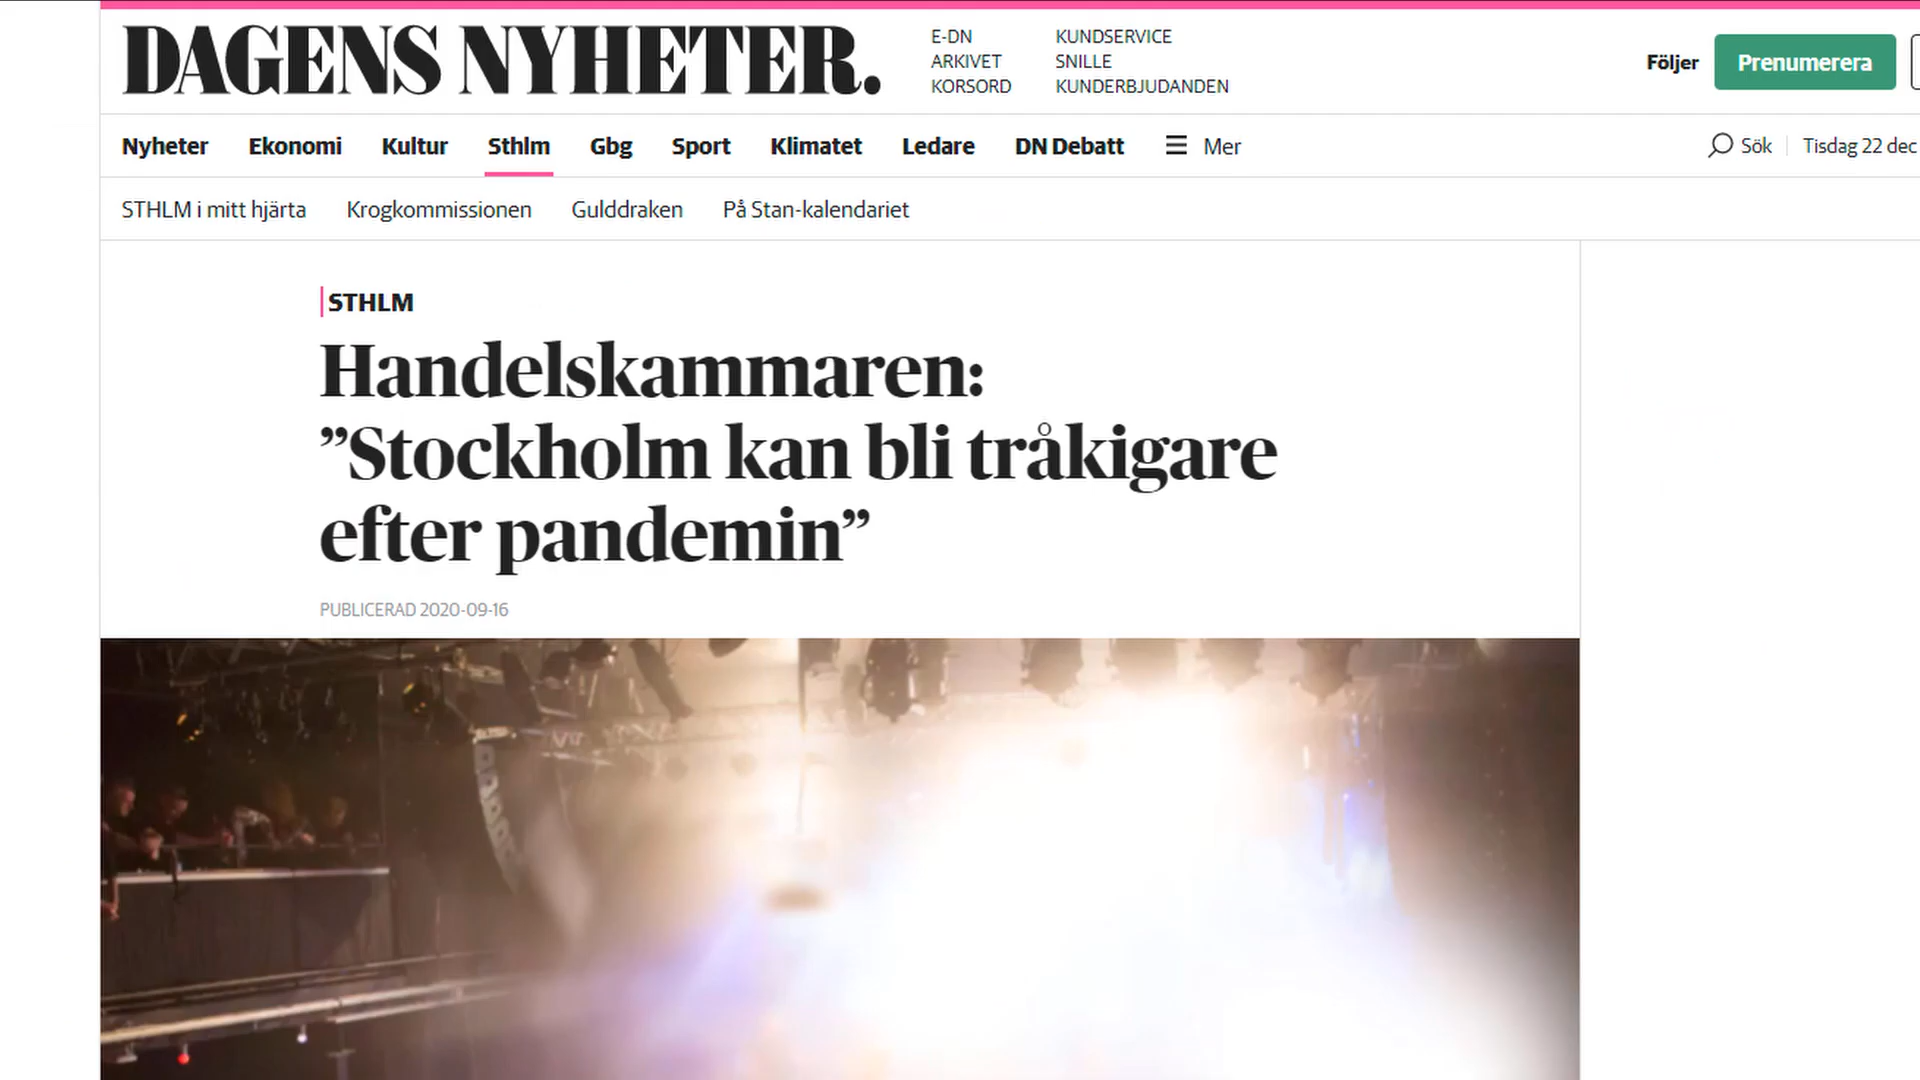 DAGENS NYHETER.
E-DN
ARKIVET
KORSORD
KUNDSERVICE
SNILLE
KUNDERBJUDANDEN
Följer
Prenumerera
Nyheter Ekonomi Kultur Sthlm Gbg Sport Klimatet Ledare DN Debatt Mer
Sök
Tisdag 22 dec
STHLM i mitt hjärta Krogkommissionen Gulddraken På Stan-kalendariet
STHLM
Handelskammaren:
”Stockholm kan bli tråkigare
efter pandemin”
PUBLICERAD 2020-09-16